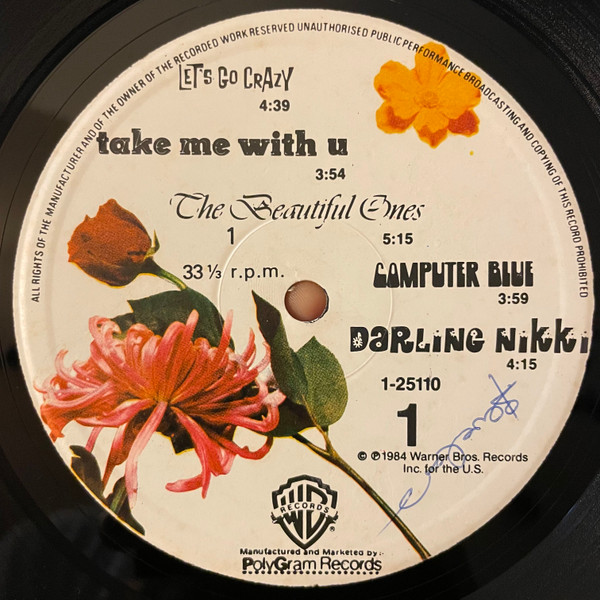 ALL RIGHTS OF THE MANUFACTURER AND OF THE OWNER OF THE RECORDED WORK RESERVED UNAUTHORISED PUBLIC PERFORMANCE BROADCASTING AND COPYING OF THIS RECORD PROHIBITED
LET'S GO CRAZY
4:39
take me with u
3:54
The Beautiful Ones
1 5:15
33⅓ r.p.m.
COMPUTER BLUE
3:59
DARLING NikKi
4:15
1-25110
1
© ℗1984 Warner Bros. Records
Inc. for the U.S.
RECORDS
WB
®
Manufactured and Marketed by:-
PolyGram Records